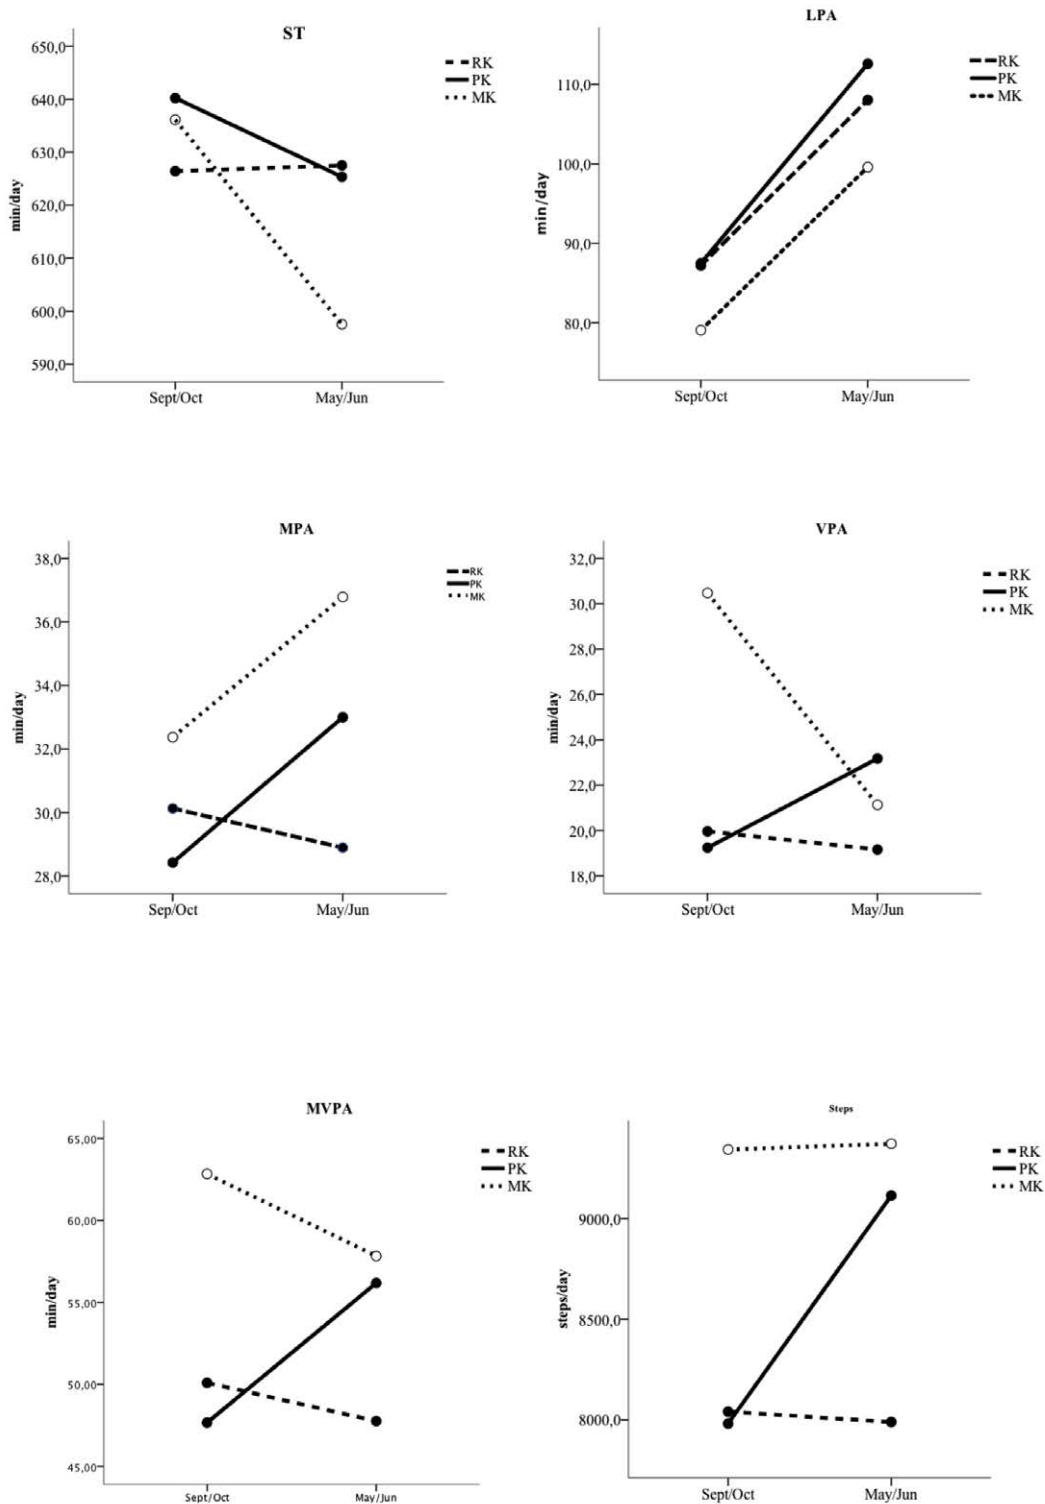 ST
650,0
640,0
630,0
620,0
610,0
600,0
590,0
min/day
Sept/Oct
May/Jun
RK
PK
MK
LPA
110,0
100,0
90,0
80,0
min/day
Sept/Oct
May/Jun
RK
PK
MK
MPA
38,0
36,0
34,0
32,0
30,0
28,0
min/day
Sep/Oct
May/Jun
RK
PK
MK
VPA
32,0
30,0
28,0
26,0
24,0
22,0
20,0
18,0
min/day
Sept/Oct
May/Jun
RK
PK
MK
MVPA
65,00
60,00
55,00
50,00
45,00
min/day
Sept/Oct
May/Jun
RK
PK
MK
Steps
9000,0
8500,0
8000,0
steps/day
Sept/Oct
May/Jun
RK
PK
MK